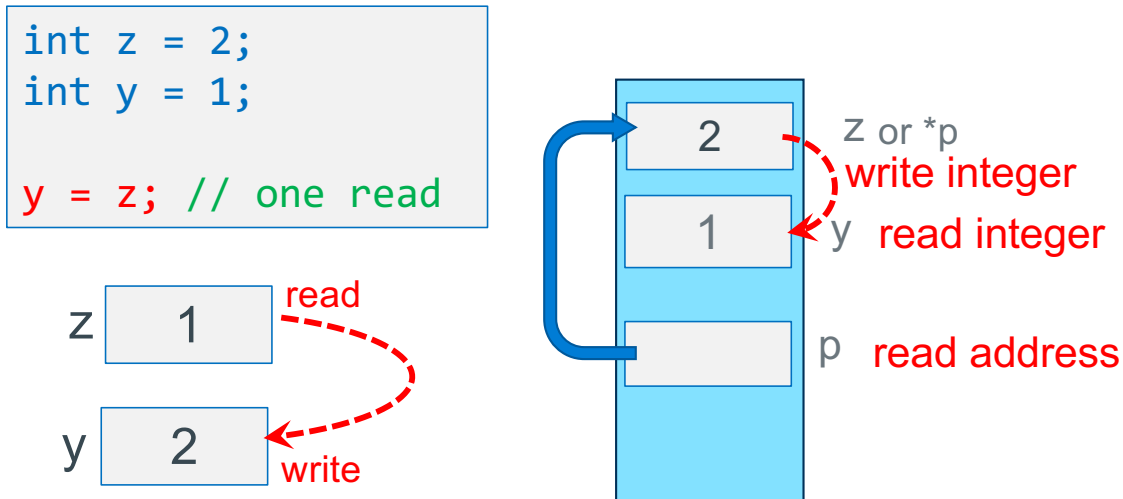 int z = 2;
int y = 1;
y = z; // one read
z 1 read
y 2 write
2 z or *p
write integer
1 y read integer
p read address